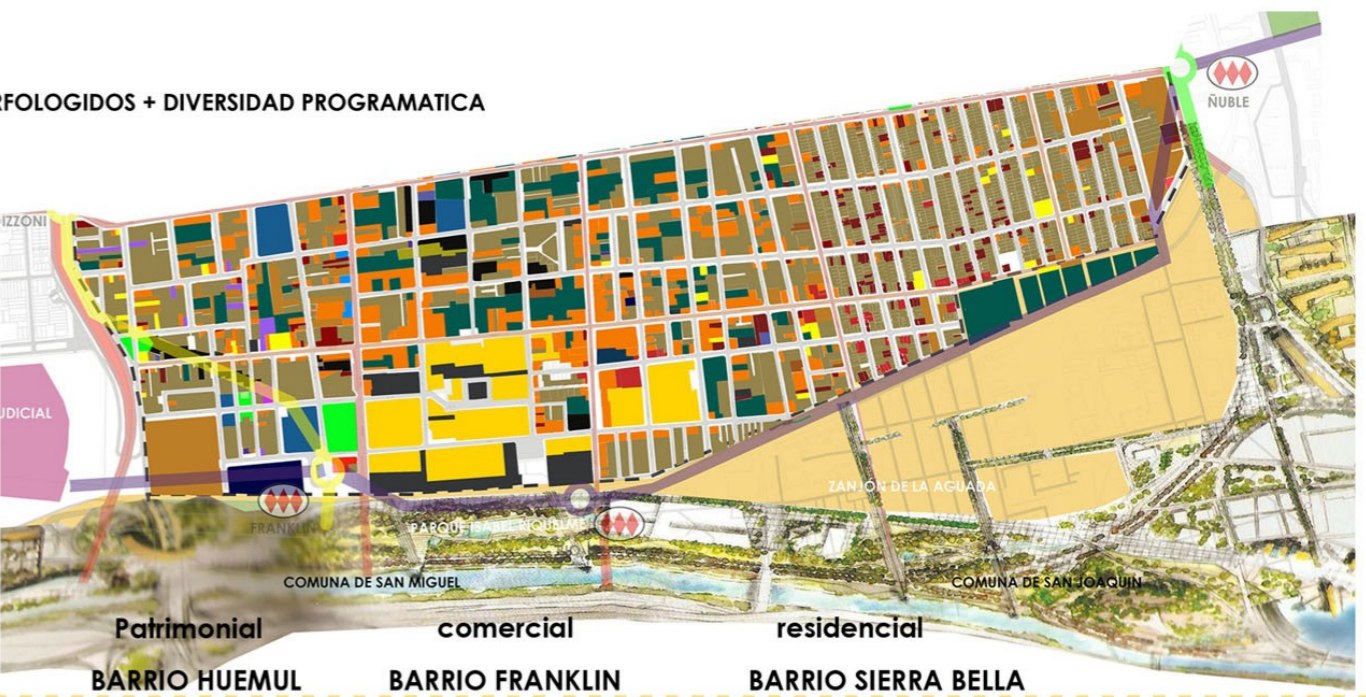 RFOLOGIDOS + DIVERSIDAD PROGRAMATICA
ÑUBLE
IZZONI
UDICIAL
ZANJÓN DE LA AGUADA
FRANKLIN
PARQUE ISABEL RIQUELME
COMUNA DE SAN MIGUEL
COMUNA DE SAN JOAQUIN
Patrimonial
comercial
residencial
BARRIO HUEMUL
BARRIO FRANKLIN
BARRIO SIERRA BELLA